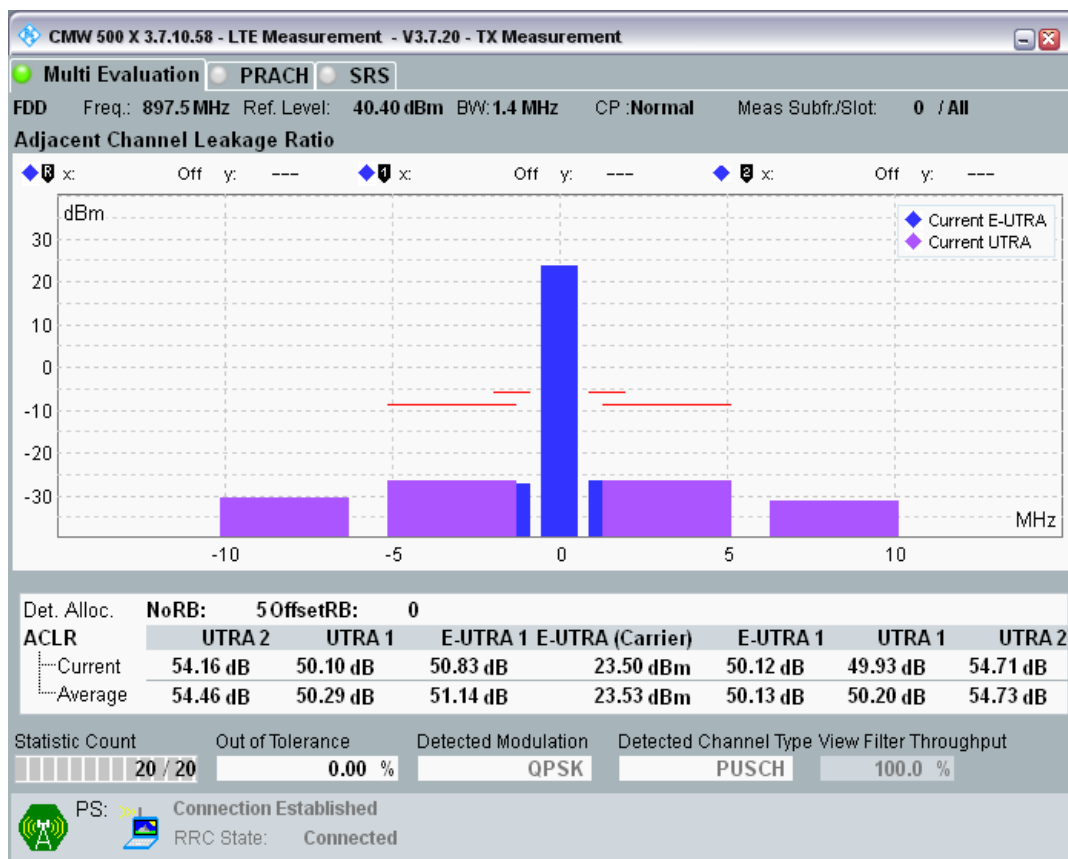 CMW 500 X 3.7.10.58 - LTE Measurement - V3.7.20 - TX Measurement
Multi Evaluation PRACH SRS
FDD Freq.: 897.5 MHz Ref. Level: 40.40 dBm BW: 1.4 MHz CP :Normal Meas Subfr./Slot: 0 / All
Adjacent Channel Leakage Ratio
R x: Off y: --- 1 x: Off y: --- 2 x: Off y: ---
dBm
Current E-UTRA
Current UTRA
30
20
10
0
-10
-20
-30
MHz
-10 -5 0 5 10
Det. Alloc. NoRB: 5 OffsetRB: 0
ACLR UTRA 2 UTRA 1 E-UTRA 1 E-UTRA (Carrier) E-UTRA 1 UTRA 1 UTRA 2
Current 54.16 dB 50.10 dB 50.83 dB 23.50 dBm 50.12 dB 49.93 dB 54.71 dB
Average 54.46 dB 50.29 dB 51.14 dB 23.53 dBm 50.13 dB 50.20 dB 54.73 dB
Statistic Count Out of Tolerance Detected Modulation Detected Channel Type View Filter Throughput
20 / 20 0.00 % QPSK PUSCH 100.0 %
PS: Connection Established
RRC State: Connected